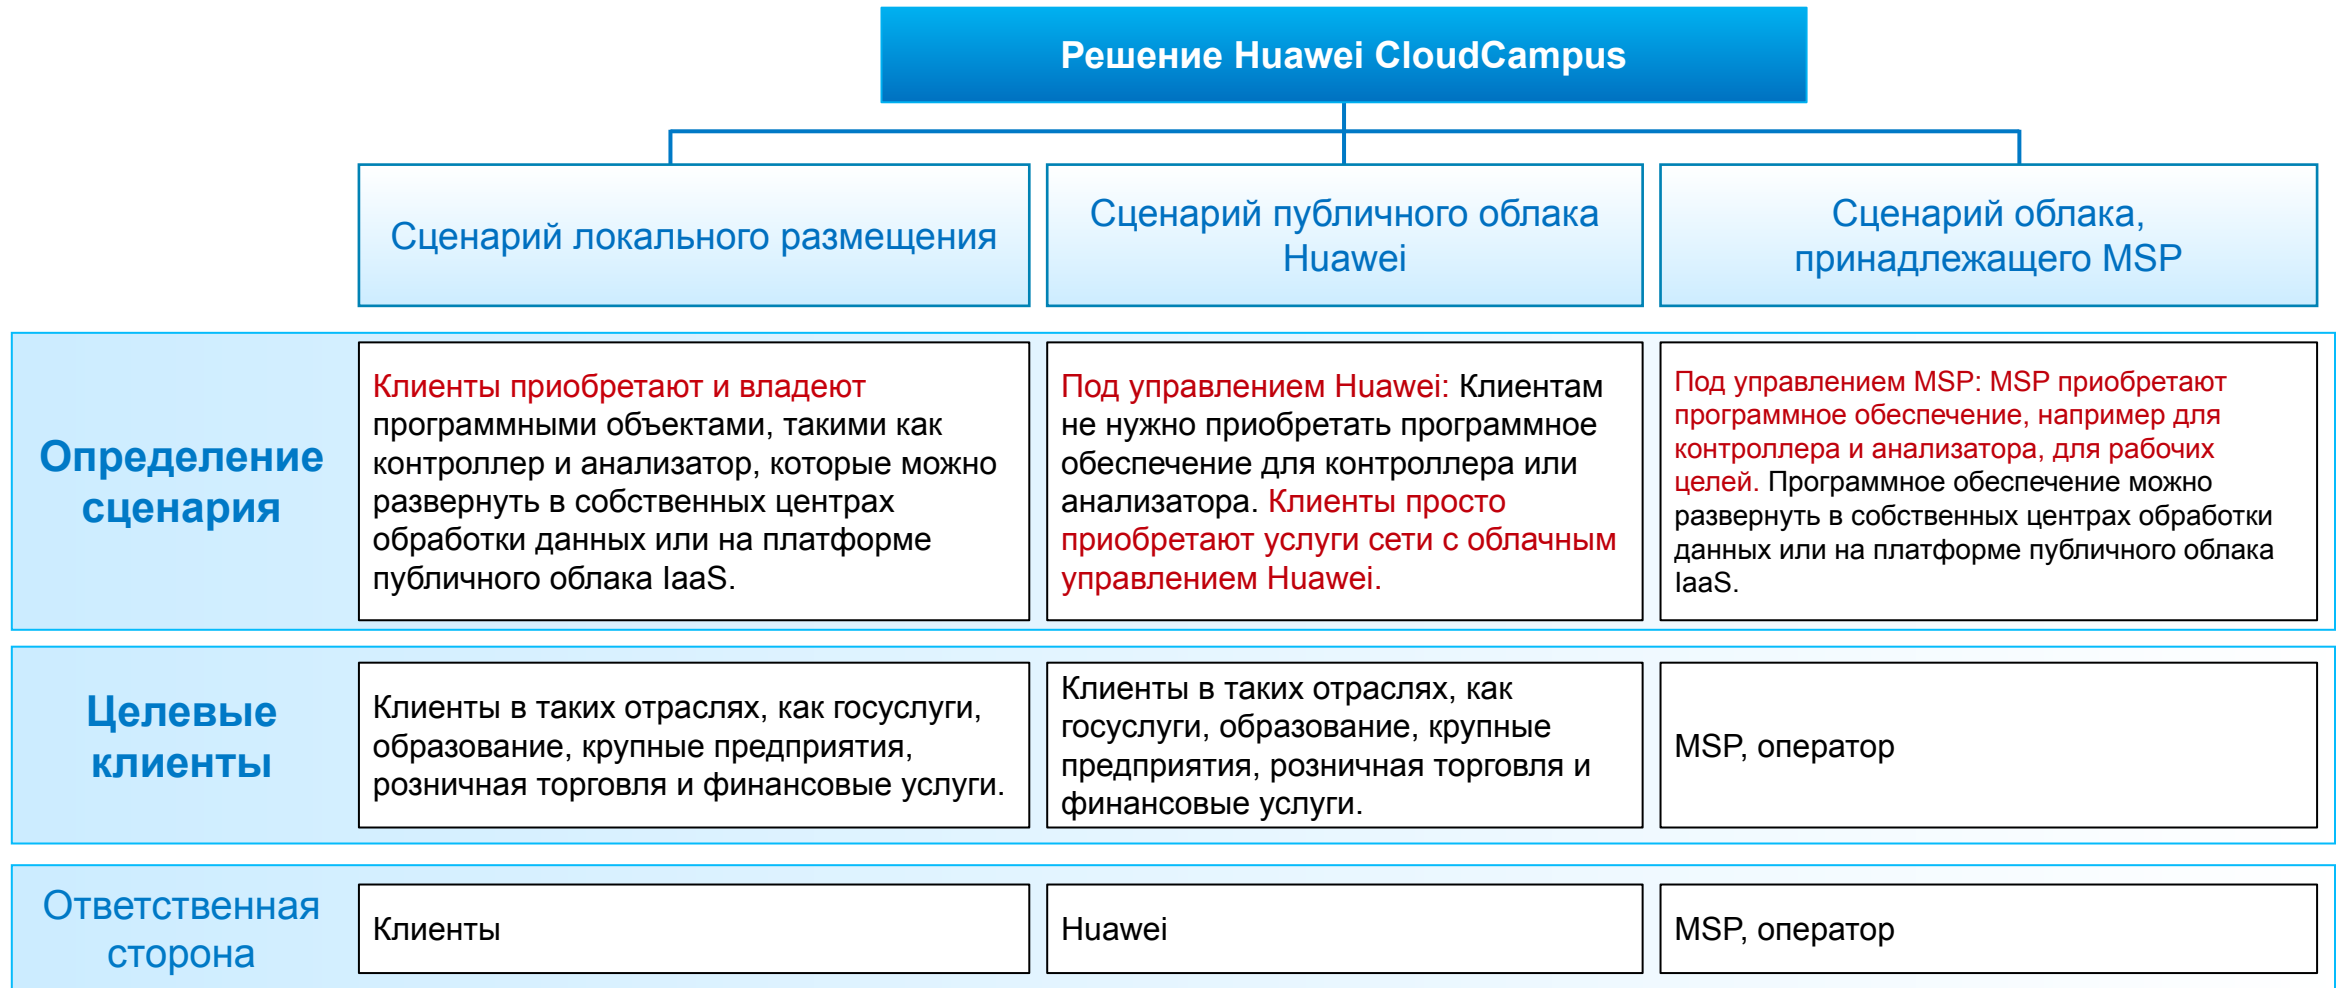 Решение Huawei CloudCampus
Сценарий локального размещения
Сценарий публичного облака
Huawei
Сценарий облака,
принадлежащего MSP
Определение
сценария
Клиенты приобретают и владеют
программными объектами, такими как
контроллер и анализатор, которые можно
развернуть в собственных центрах
обработки данных или на платформе
публичного облака IaaS.
Под управлением Huawei: Клиентам
не нужно приобретать программное
обеспечение для контроллера или
анализатора. Клиенты просто
приобретают услуги сети с облачным
управлением Huawei.
Под управлением MSP: MSP приобретают
программное обеспечение, например для
контроллера и анализатора, для рабочих
целей. Программное обеспечение можно
развернуть в собственных центрах обработки
данных или на платформе публичного облака
IaaS.
Целевые
клиенты
Клиенты в таких отраслях, как госуслуги,
образование, крупные предприятия,
розничная торговля и финансовые услуги.
Клиенты в таких отраслях, как
госуслуги, образование, крупные
предприятия, розничная торговля и
финансовые услуги.
MSP, оператор
Ответственная
сторона
Клиенты
Huawei
MSP, оператор